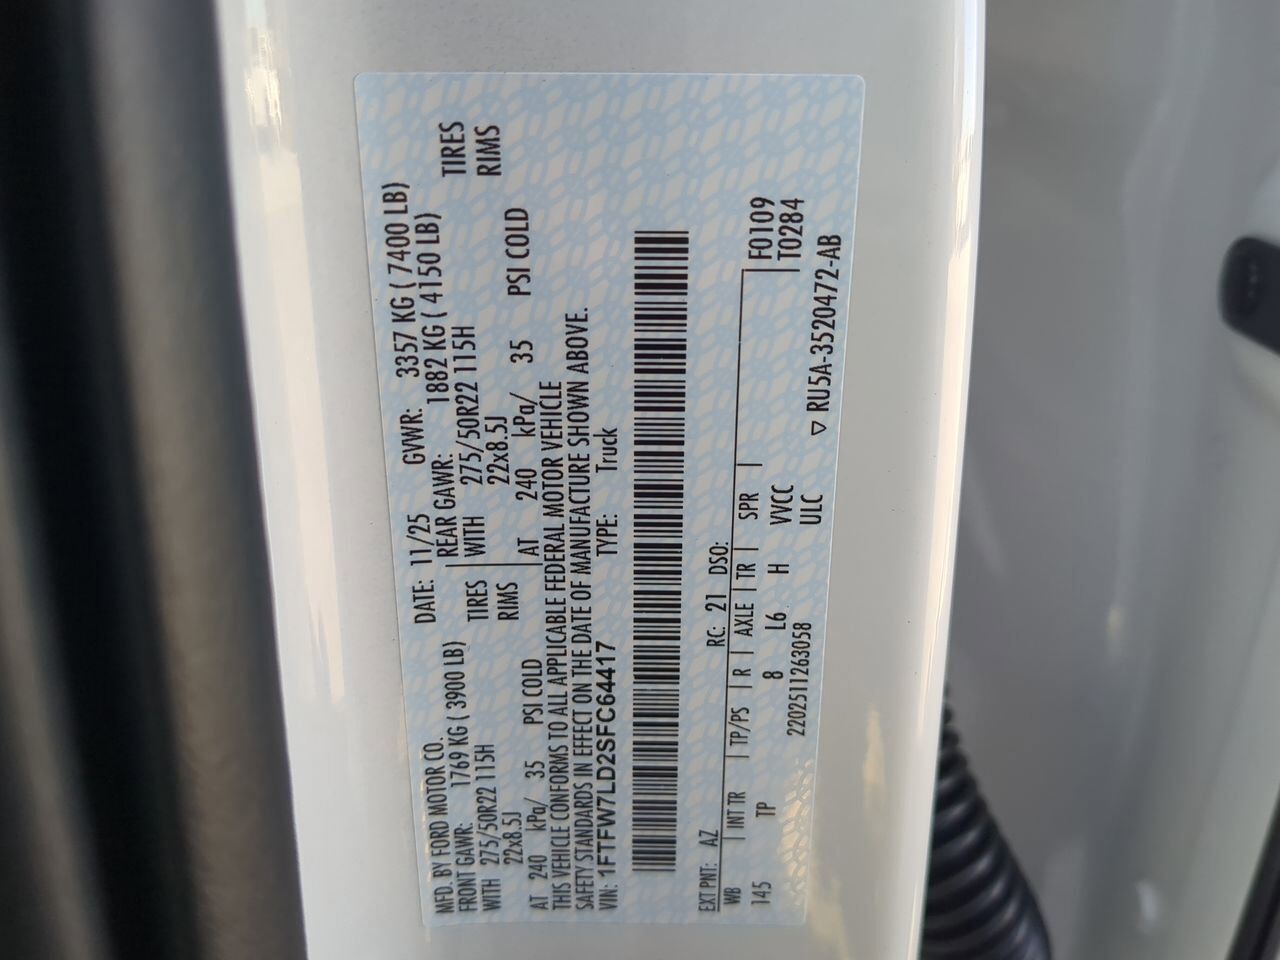 MFD. BY FORD MOTOR CO. DATE: 11/25 GVWR: 3357 KG ( 7400 LB)
FRONT GAWR: 1769 KG ( 3900 LB) REAR GAWR: 1882 KG ( 4150 LB)
WITH 275/50R22 115H TIRES WITH 275/50R22 115H TIRES
22x8.5J RIMS 22x8.5J RIMS
AT 240 kPa/ 35 PSI COLD AT 240 kPa/ 35 PSI COLD
THIS VEHICLE CONFORMS TO ALL APPLICABLE FEDERAL MOTOR VEHICLE
SAFETY STANDARDS IN EFFECT ON THE DATE OF MANUFACTURE SHOWN ABOVE.
VIN: 1FTFW7LD2SFC64417 TYPE: Truck
EXT PNT: AZ RC: 21 DSO: F0109
WB | INT TR | TP/PS | R | AXLE | TR | SPR | T0284
145 TP 8 L6 H VVCC
2202511263058 ULC
▽ RU5A-3520472-AB